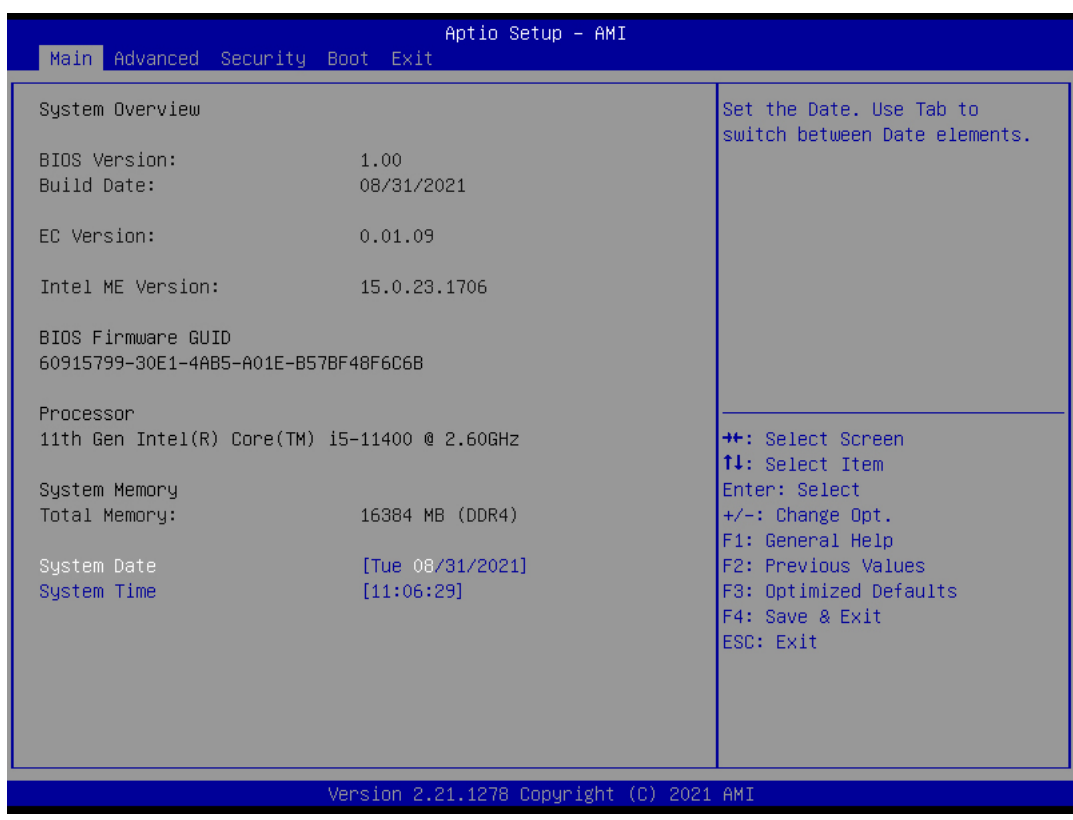 Aptio Setup – AMI
Main Advanced Security Boot Exit
System Overview
BIOS Version: 1.00
Build Date: 08/31/2021
EC Version: 0.01.09
Intel ME Version: 15.0.23.1706
BIOS Firmware GUID
60915799-30E1-4AB5-A01E-B57BF48F6C6B
Processor
11th Gen Intel(R) Core(TM) i5-11400 @ 2.60GHz
System Memory
Total Memory: 16384 MB (DDR4)
System Date [Tue 08/31/2021]
System Time [11:06:29]
Set the Date. Use Tab to
switch between Date elements.
→←: Select Screen
↑↓: Select Item
Enter: Select
+/-: Change Opt.
F1: General Help
F2: Previous Values
F3: Optimized Defaults
F4: Save & Exit
ESC: Exit
Version 2.21.1278 Copyright (C) 2021 AMI